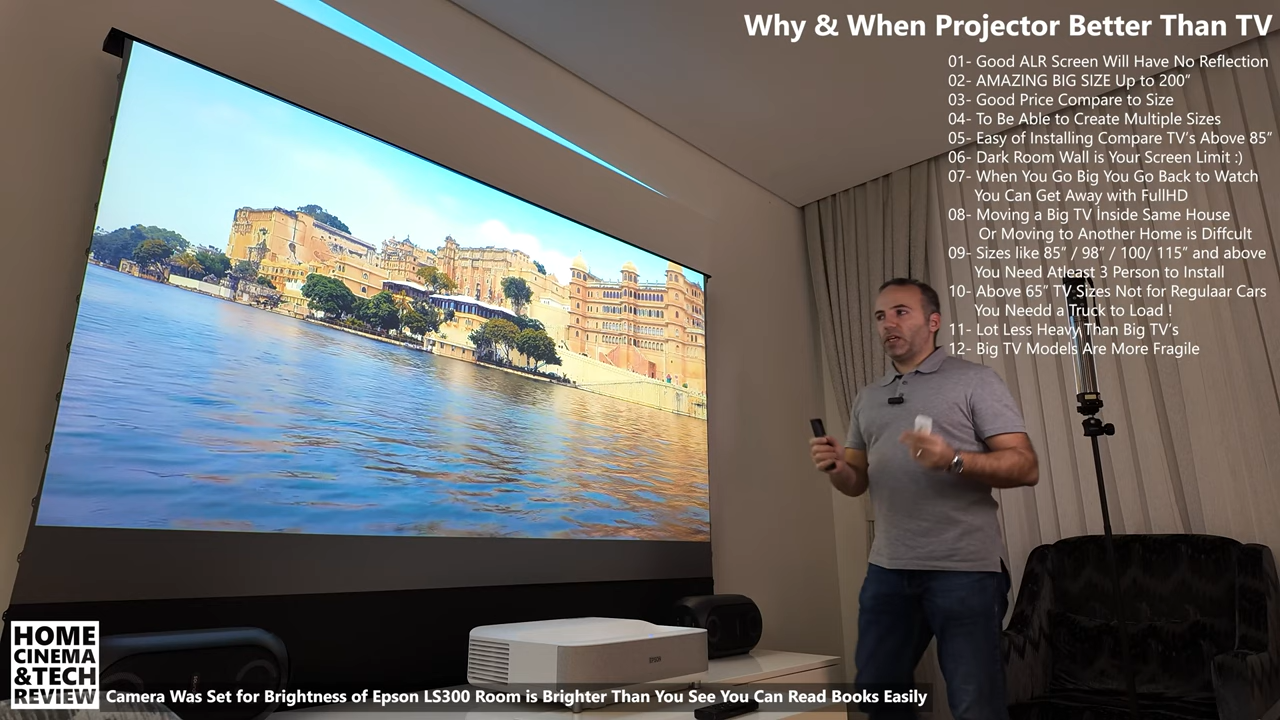 Why & When Projector Better Than TV
01- Good ALR Screen Will Have No Reflection
02- AMAZING BIG SIZE Up to 200”
03- Good Price Compare to Size
04- To Be Able to Create Multiple Sizes
05- Easy of Installing Compare TV’s Above 85”
06- Dark Room Wall is Your Screen Limit :)
07- When You Go Big You Go Back to Watch
You Can Get Away with FullHD
08- Moving a Big TV İnside Same House
Or Moving to Another Home is Diffcult
09- Sizes like 85” / 98” / 100/ 115” and above
You Need Atleast 3 Person to Install
10- Above 65” TV Sizes Not for Regulaar Cars
You Needd a Truck to Load !
11- Lot Less Heavy Than Big TV’s
12- Big TV Models Are More Fragile
EPSON
HOME
CINEMA
&TECH
REVIEW
Camera Was Set for Brightness of Epson LS300 Room is Brighter Than You See You Can Read Books Easily